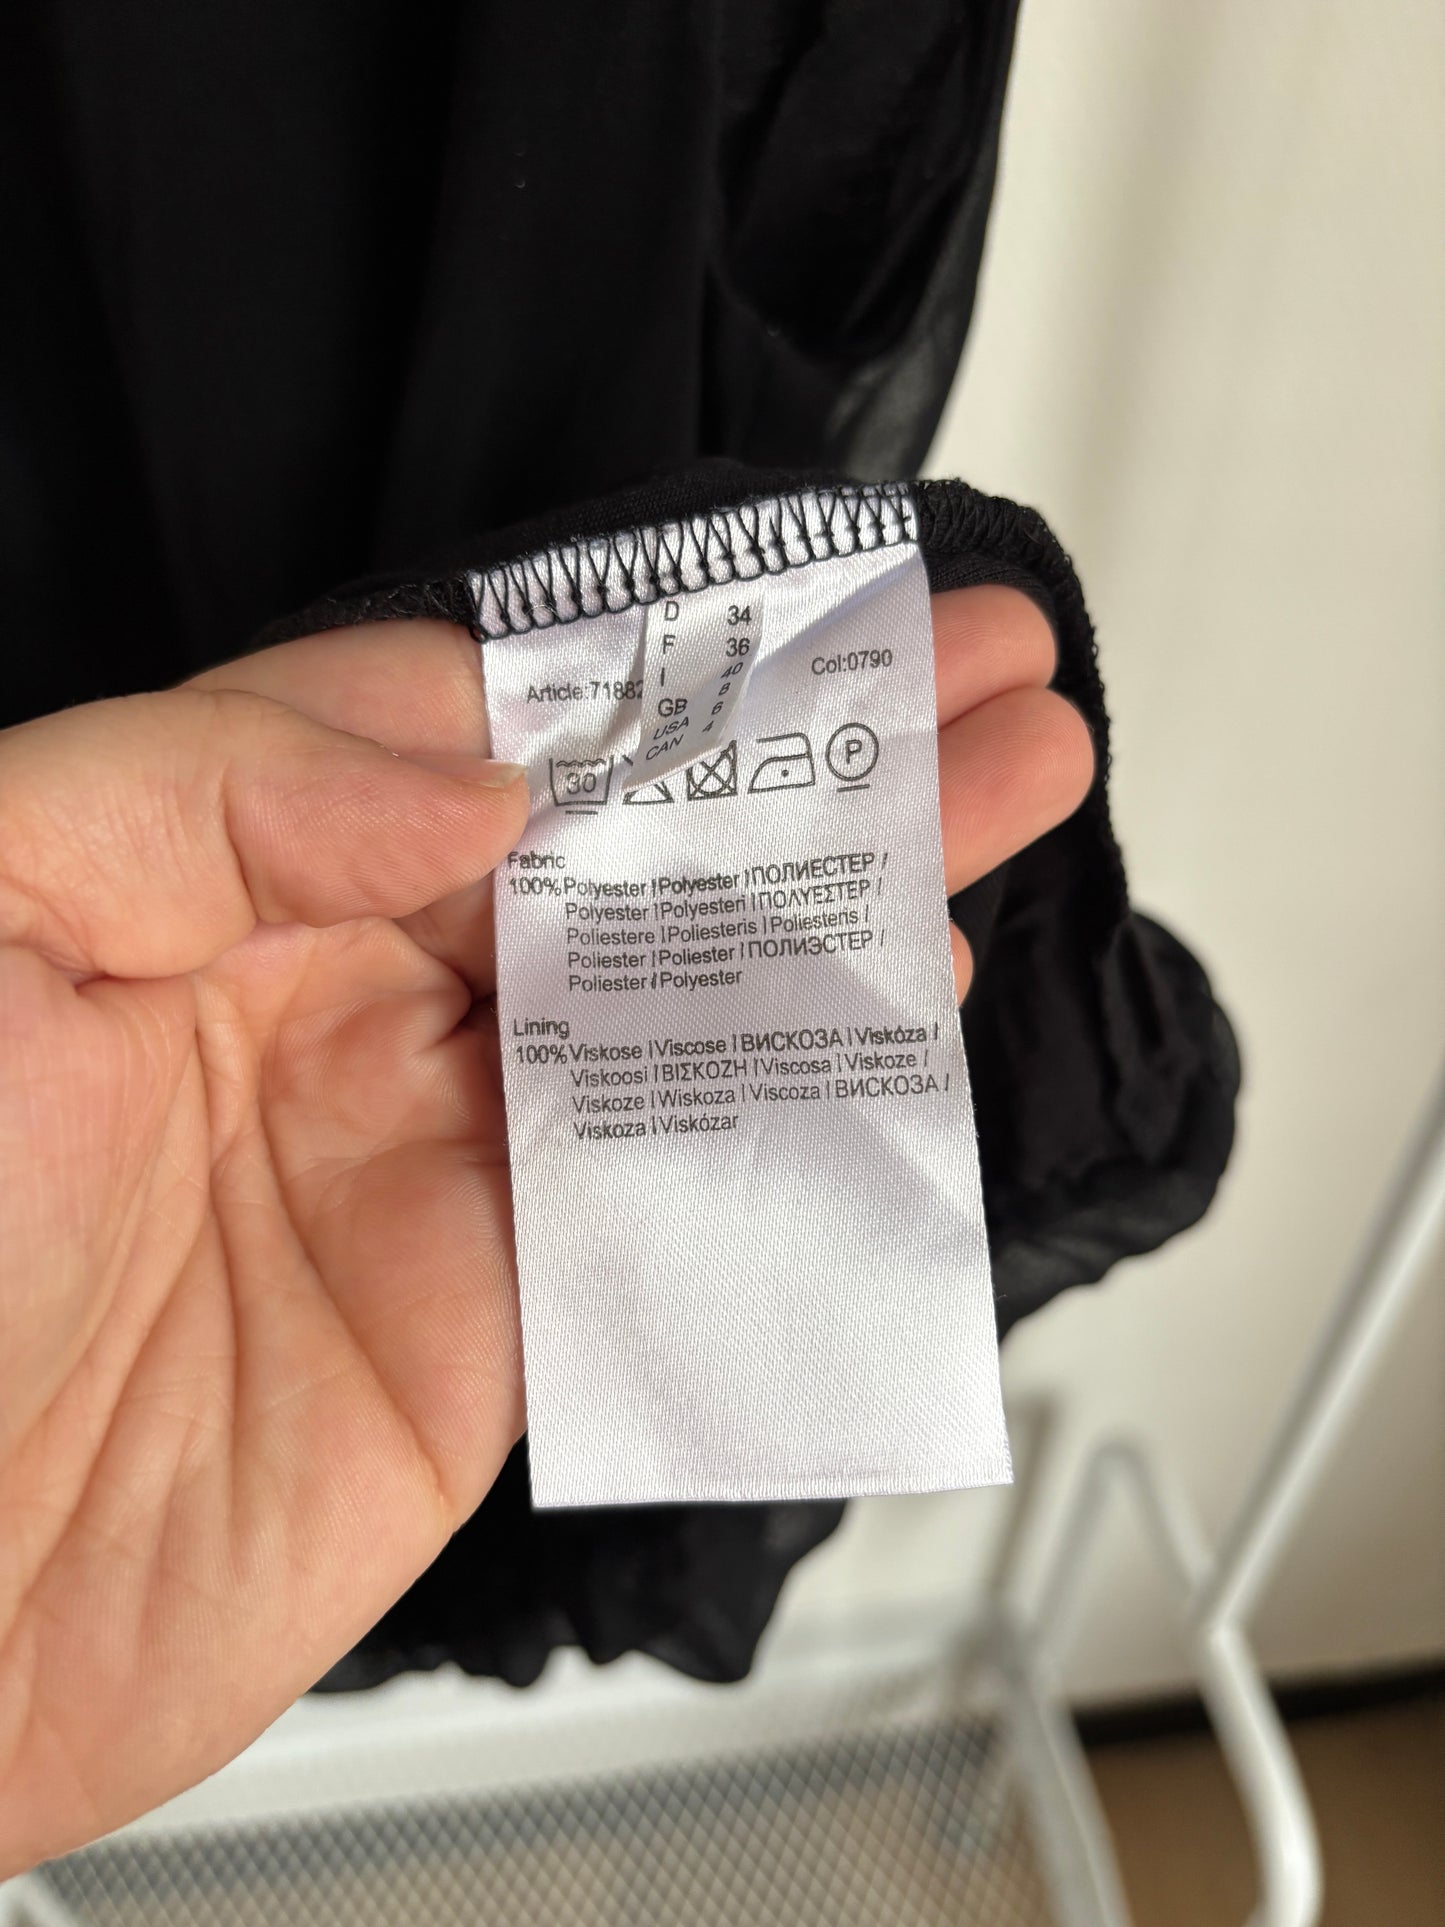 D 34
F 36
I 40
GB 8
USA 6
CAN 4
Article:71882
Col:0790
30
P
Fabric
100% Polyester | Polyester | ПОЛИЕСТЕР /
Polyester | Polyesteri | ΠΟΛΥΕΣΤΕΡ /
Poliestere | Poliesteris | Poliesteris /
Poliester | Poliester | ПОЛИЭСТЕР /
Poliester / Polyester
Lining
100% Viskose | Viscose | ВИСКОЗА | Viskóza /
Viskoosi | ΒΙΣΚΟΖΗ | Viscosa | Viskoze /
Viskoze | Wiskoza | Viscoza | ВИСКОЗА /
Viskoza | Viskózar